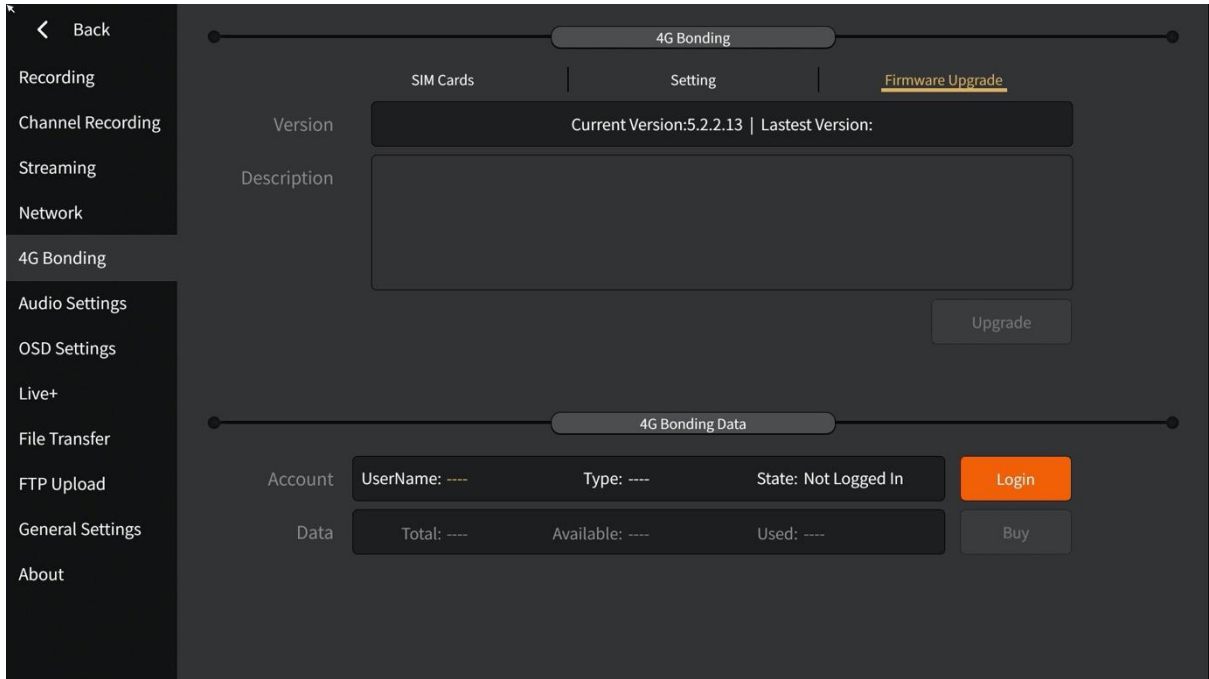 Back
4G Bonding
Recording
SIM Cards Setting Firmware Upgrade
Channel Recording
Version Current Version:5.2.2.13 | Lastest Version:
Streaming
Description
Network
4G Bonding
Audio Settings
Upgrade
OSD Settings
Live+
4G Bonding Data
File Transfer
FTP Upload
Account UserName: ---- Type: ---- State: Not Logged In Login
General Settings
Data Total: ---- Available: ---- Used: ---- Buy
About